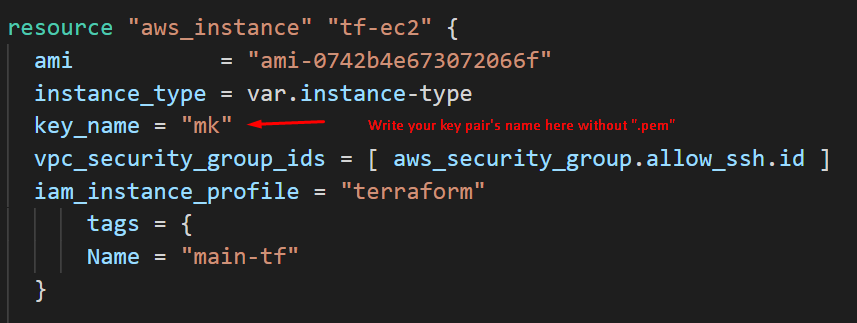 resource "aws_instance" "tf-ec2" {
  ami           = "ami-0742b4e673072066f"
  instance_type = var.instance-type
  key_name = "mk" Write your key pair's name here without ".pem"
  vpc_security_group_ids = [ aws_security_group.allow_ssh.id ]
  iam_instance_profile = "terraform"
      tags = {
      Name = "main-tf"
  }